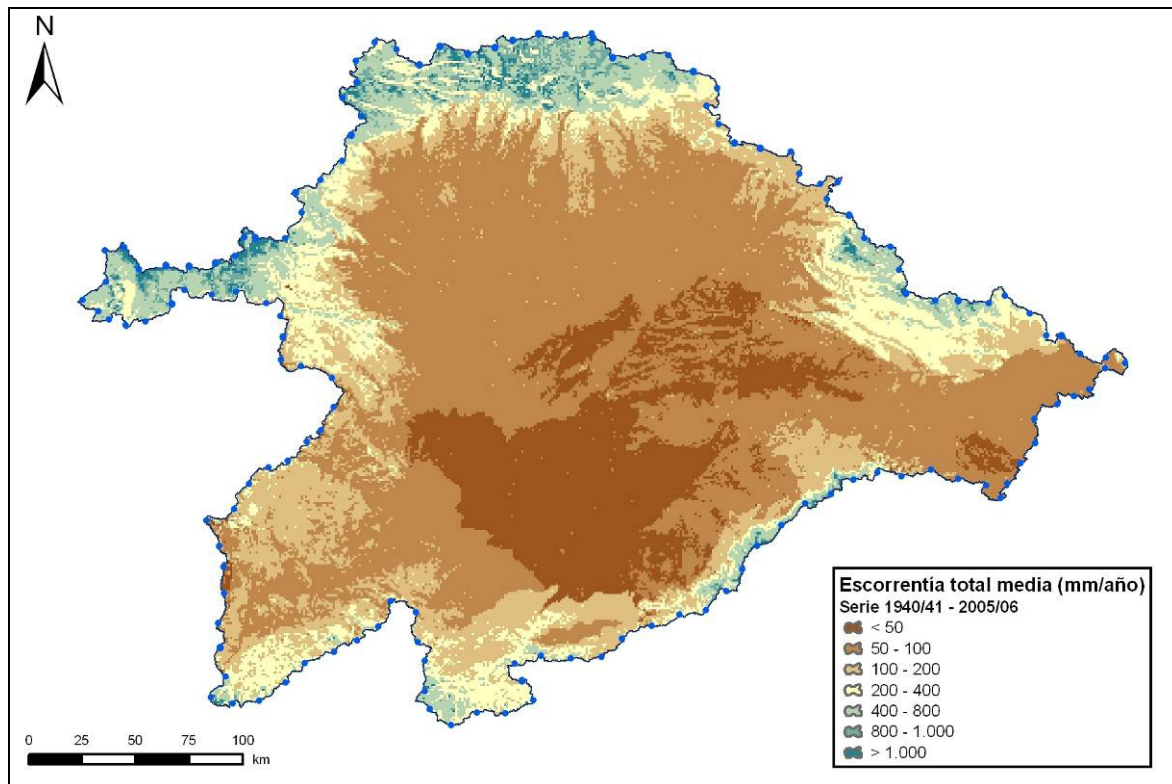 N
Escorrentía total media (mm/año)
Serie 1940/41 - 2005/06
< 50
50 - 100
100 - 200
200 - 400
400 - 800
800 - 1.000
> 1.000
0 25 50 75 100
km